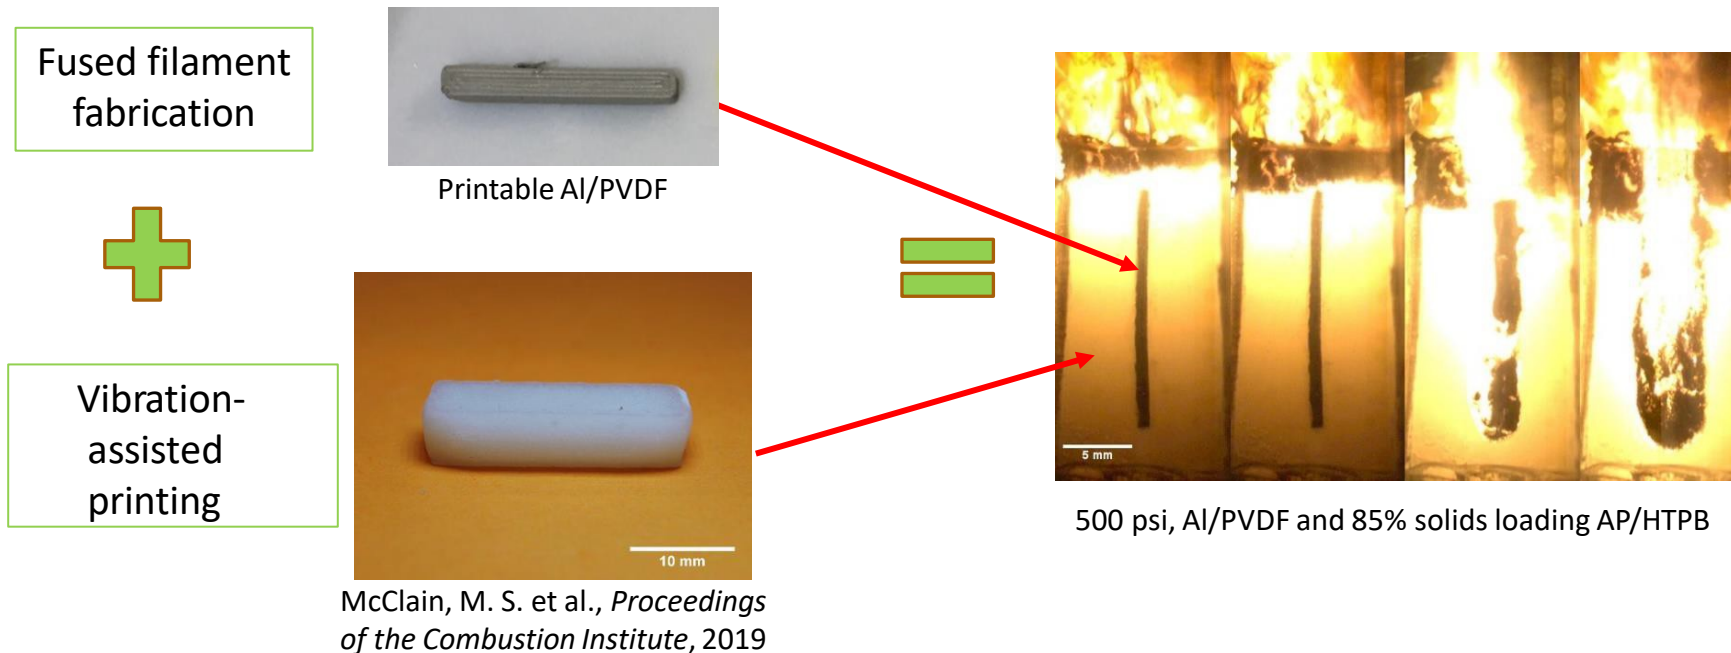 Fused filament
fabrication
Printable Al/PVDF
Vibration-
assisted
printing
10 mm
McClain, M. S. et al., Proceedings
of the Combustion Institute, 2019
5 mm
500 psi, Al/PVDF and 85% solids loading AP/HTPB